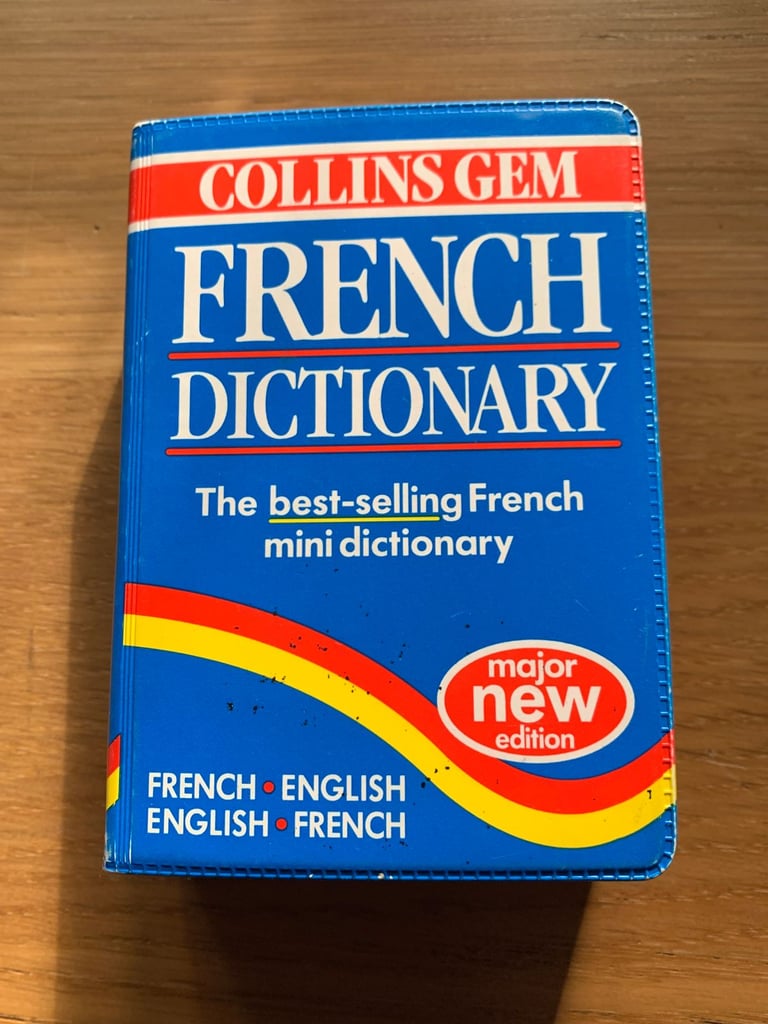 COLLINS GEM
FRENCH
DICTIONARY
The best-selling French
mini dictionary
major
new
edition
FRENCH • ENGLISH
ENGLISH • FRENCH